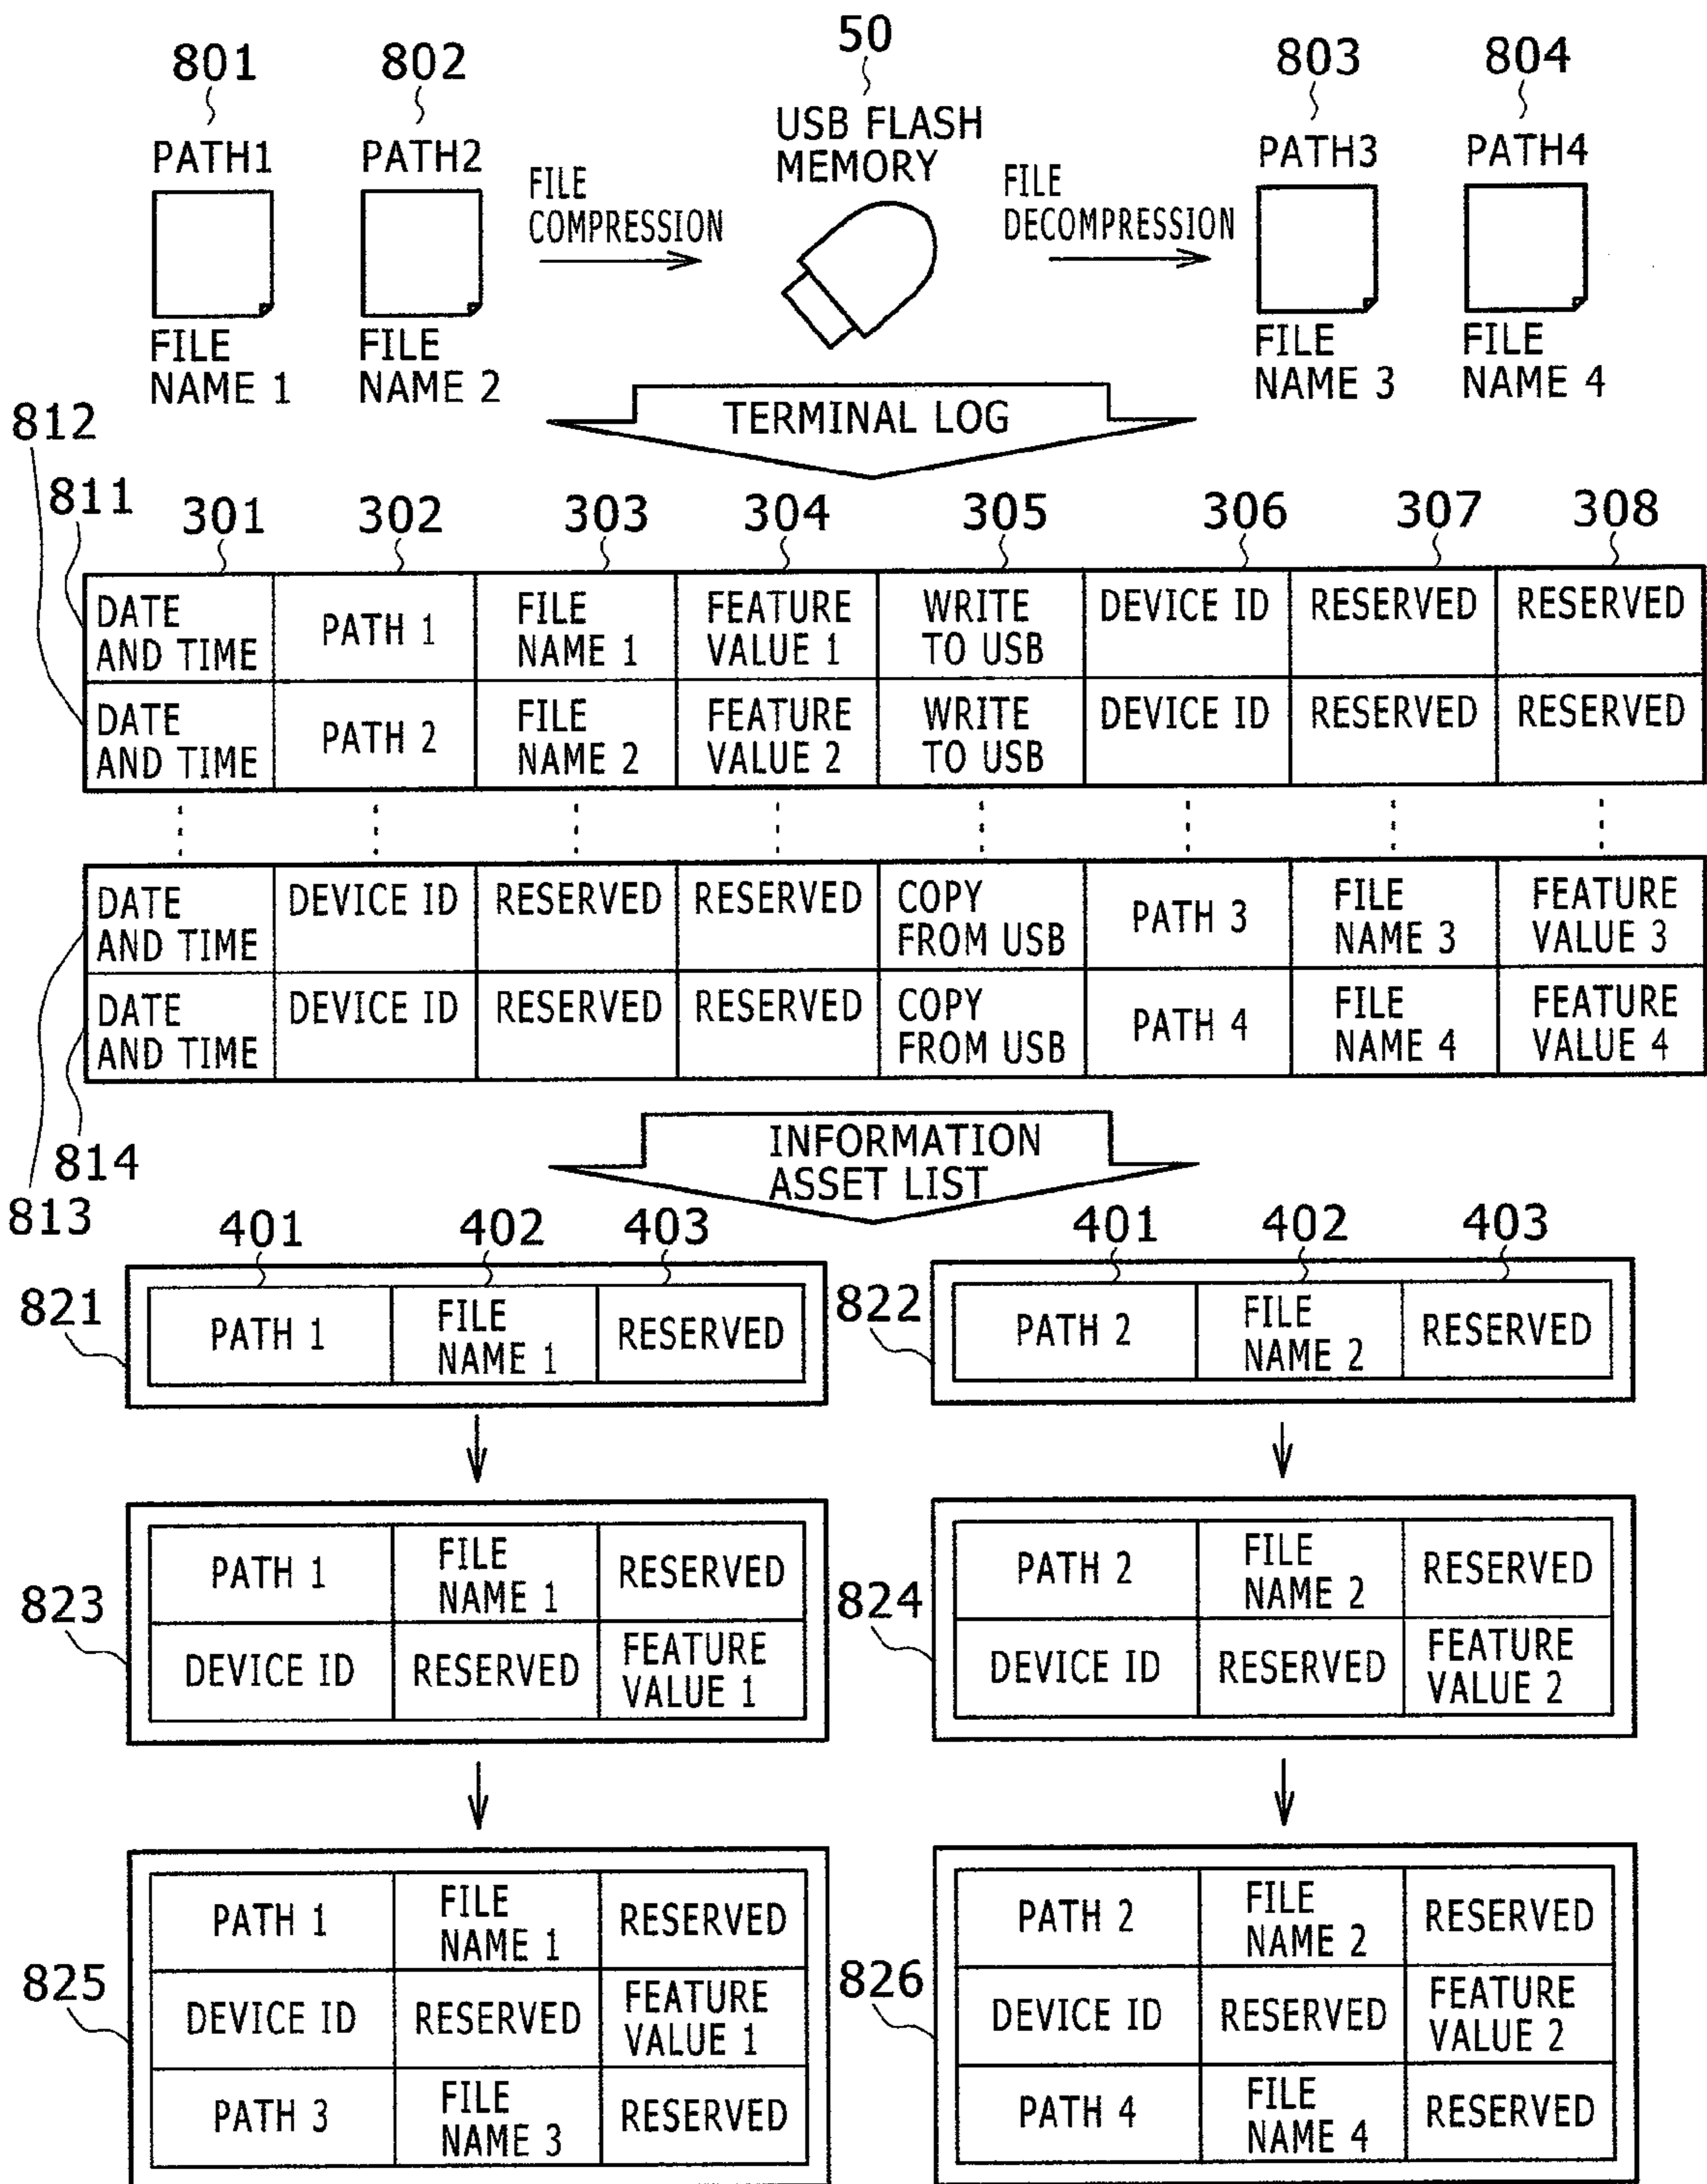 50
801 802 803 804
PATH1 PATH2 USB FLASH MEMORY PATH3 PATH4
FILE COMPRESSION
FILE DECOMPRESSION
FILE NAME 1
FILE NAME 2
FILE NAME 3
FILE NAME 4
TERMINAL LOG
812
811
301 302 303 304 305 306 307 308
DATE AND TIME PATH 1 FILE NAME 1 FEATURE VALUE 1 WRITE TO USB DEVICE ID RESERVED RESERVED
DATE AND TIME PATH 2 FILE NAME 2 FEATURE VALUE 2 WRITE TO USB DEVICE ID RESERVED RESERVED
DATE AND TIME DEVICE ID RESERVED RESERVED COPY FROM USB PATH 3 FILE NAME 3 FEATURE VALUE 3
DATE AND TIME DEVICE ID RESERVED RESERVED COPY FROM USB PATH 4 FILE NAME 4 FEATURE VALUE 4
814
813
INFORMATION
ASSET LIST
401 402 403
821
PATH 1 FILE NAME 1 RESERVED
401 402 403
822
PATH 2 FILE NAME 2 RESERVED
823
PATH 1 FILE NAME 1 RESERVED
DEVICE ID RESERVED FEATURE VALUE 1
824
PATH 2 FILE NAME 2 RESERVED
DEVICE ID RESERVED FEATURE VALUE 2
825
PATH 1 FILE NAME 1 RESERVED
DEVICE ID RESERVED FEATURE VALUE 1
PATH 3 FILE NAME 3 RESERVED
826
PATH 2 FILE NAME 2 RESERVED
DEVICE ID RESERVED FEATURE VALUE 2
PATH 4 FILE NAME 4 RESERVED